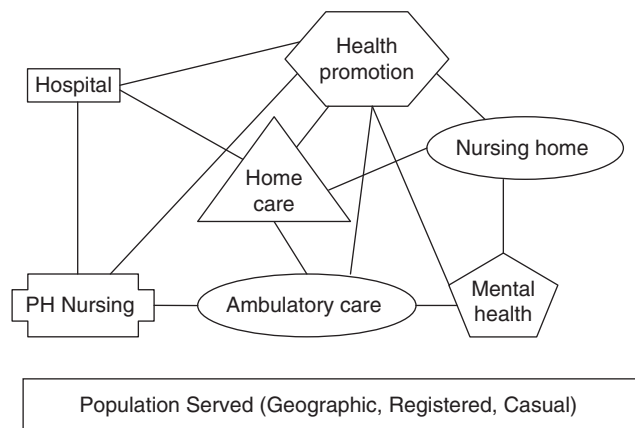 Health
promotion
Hospital
Nursing home
Home
care
PH Nursing
Ambulatory care
Mental
health
Population Served (Geographic, Registered, Casual)